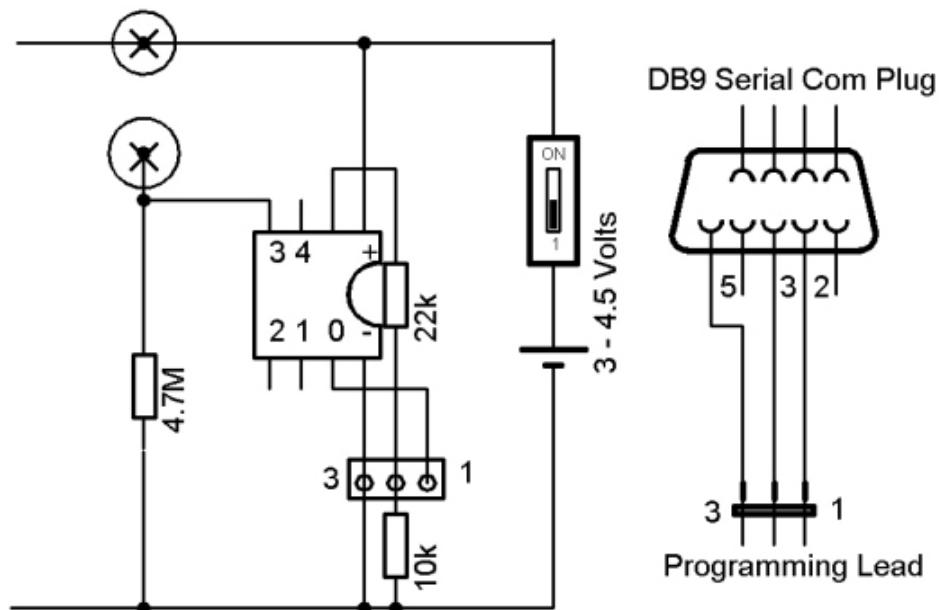 DB9 Serial Com Plug
ON
1
3 - 4.5 Volts
3 4 +
2 1 0 -
22k
5 3 2
4.7M
3 1
10k
3 1
Programming Lead